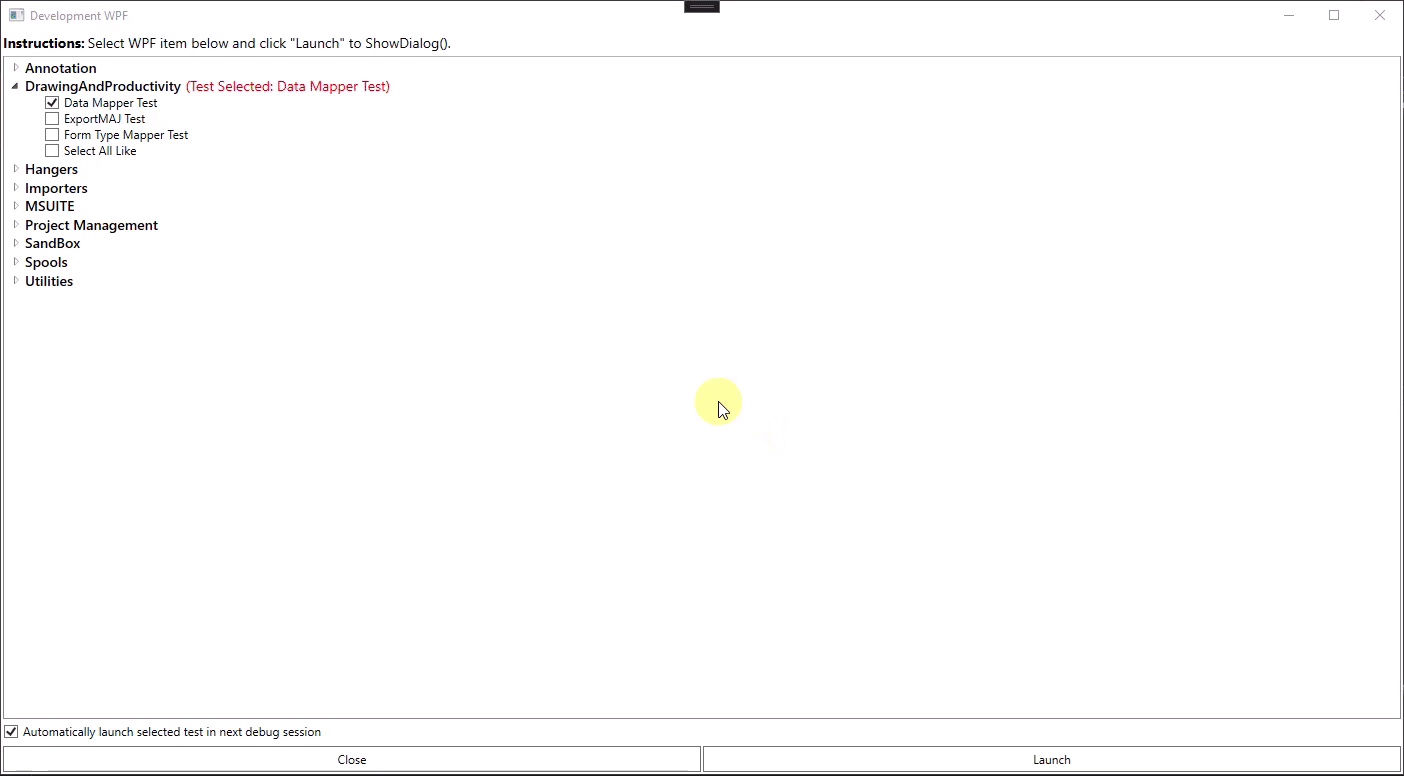 Development WPF
Instructions: Select WPF item below and click "Launch" to ShowDialog().
Annotation
DrawingAndProductivity (Test Selected: Data Mapper Test)
Data Mapper Test
ExportMAJ Test
Form Type Mapper Test
Select All Like
Hangers
Importers
MSUITE
Project Management
SandBox
Spools
Utilities
Automatically launch selected test in next debug session
Close
Launch